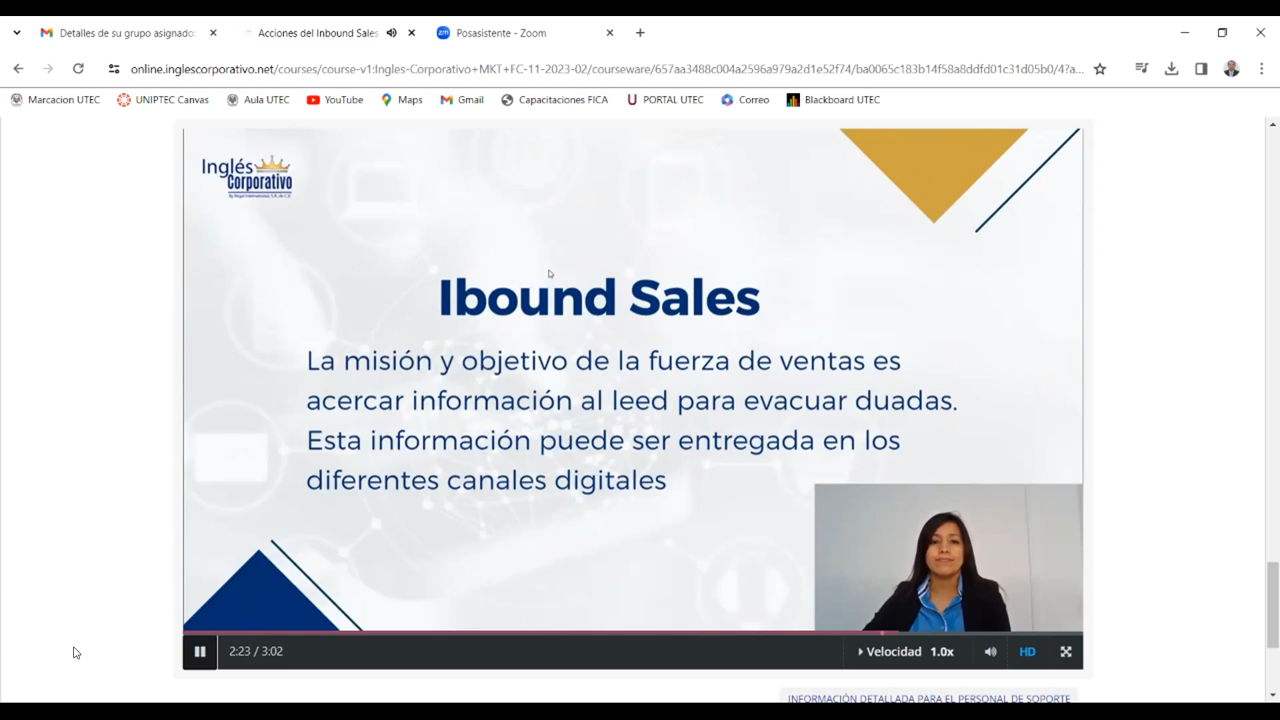 Detalles de su grupo asignado
Acciones del Inbound Sales
zm Posasistente - Zoom
online.inglescorporativo.net/courses/course-v1:Ingles-Corporativo+MKT+FC-11-2023-02/courseware/657aa3488c004a2596a979a2d1e52f74/ba0065c183b14f58a8ddfd01c31d05b0/4?a...
Marcacion UTEC UNIPTEC Canvas Aula UTEC YouTube Maps Gmail Capacitaciones FICA PORTAL UTEC Correo Blackboard UTEC
Inglés
Corporativo
Ibound Sales
La misión y objetivo de la fuerza de ventas es
acercar información al leed para evacuar duadas.
Esta información puede ser entregada en los
diferentes canales digitales
2:23 / 3:02
Velocidad 1.0x HD
INFORMACIÓN DETALLADA PARA EL PERSONAL DE SOPORTE